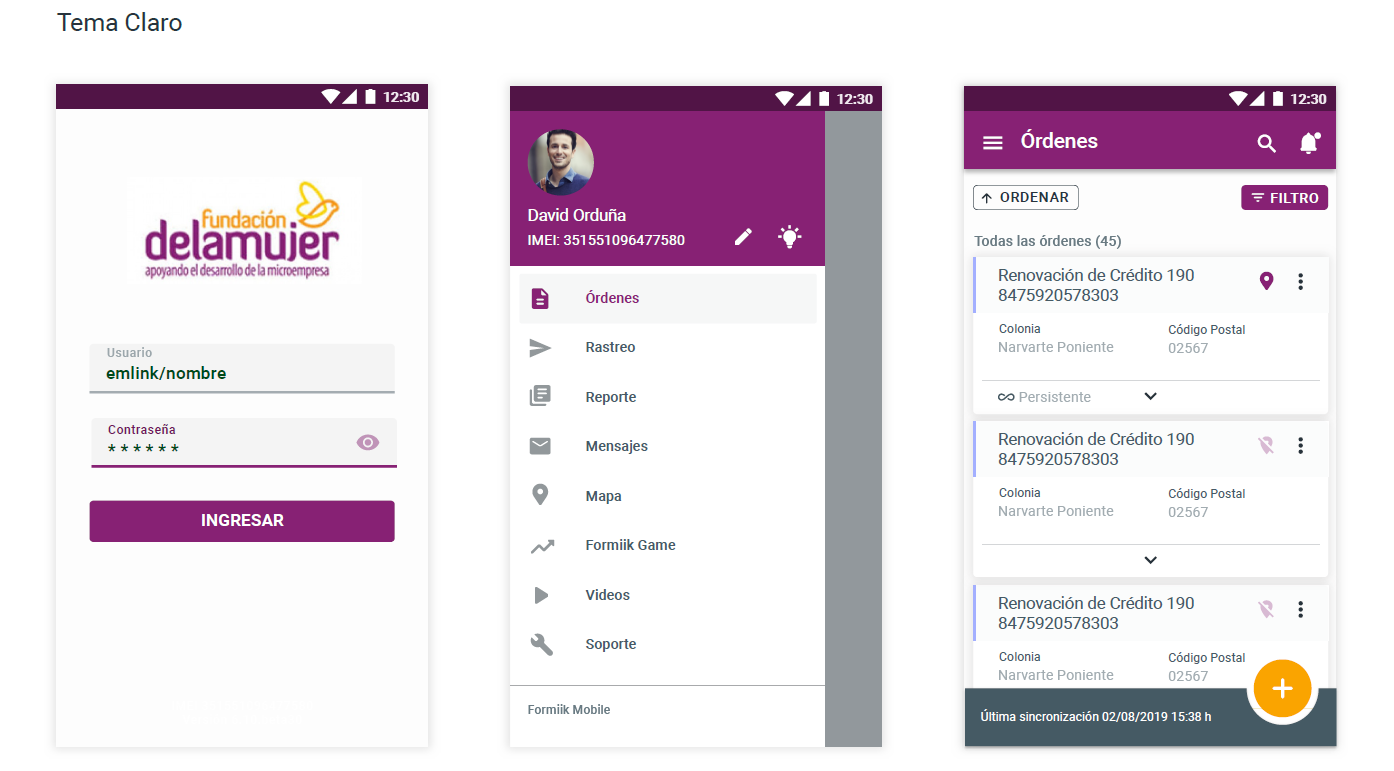 Tema Claro
12:30
fundación
delamujer
apoyando el desarrollo de la microempresa
Usuario
emlink/nombre
Contraseña
* * * * * *
INGRESAR
12:30
David Orduña
IMEI: 351551096477580
Órdenes
Rastreo
Reporte
Mensajes
Mapa
Formiik Game
Videos
Soporte
Formiik Mobile
12:30
Órdenes
ORDENAR
FILTRO
Todas las órdenes (45)
Renovación de Crédito 190
8475920578303
Colonia
Código Postal
Narvarte Poniente
02567
Persistente
Renovación de Crédito 190
8475920578303
Colonia
Código Postal
Narvarte Poniente
02567
Renovación de Crédito 190
8475920578303
Colonia
Código Postal
Narvarte Poniente
02567
Última sincronización 02/08/2019 15:38 h